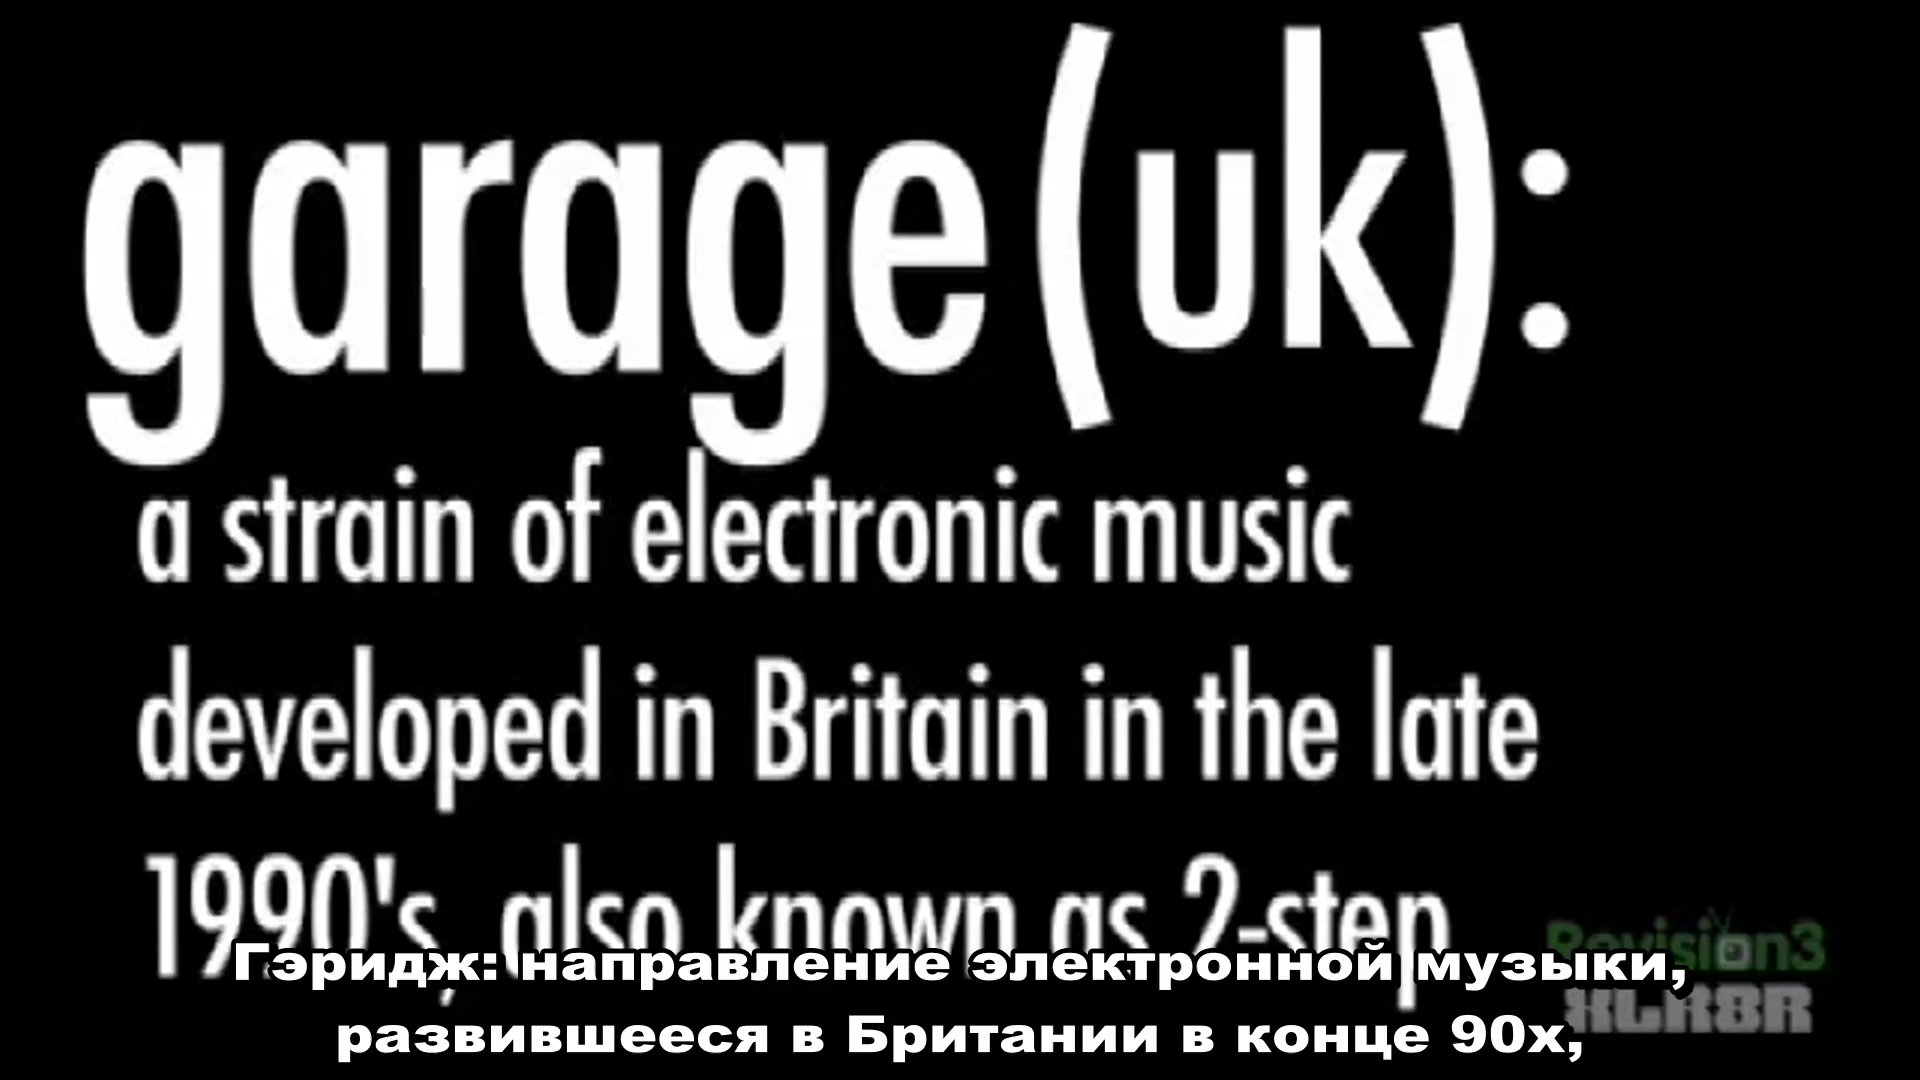 garage (uk):
a strain of electronic music
developed in Britain in the late
1990's, also known as 2-step
Гэридж: направление электронной музыки,
развившееся в Британии в конце 90х,
Revision3
XLR8R